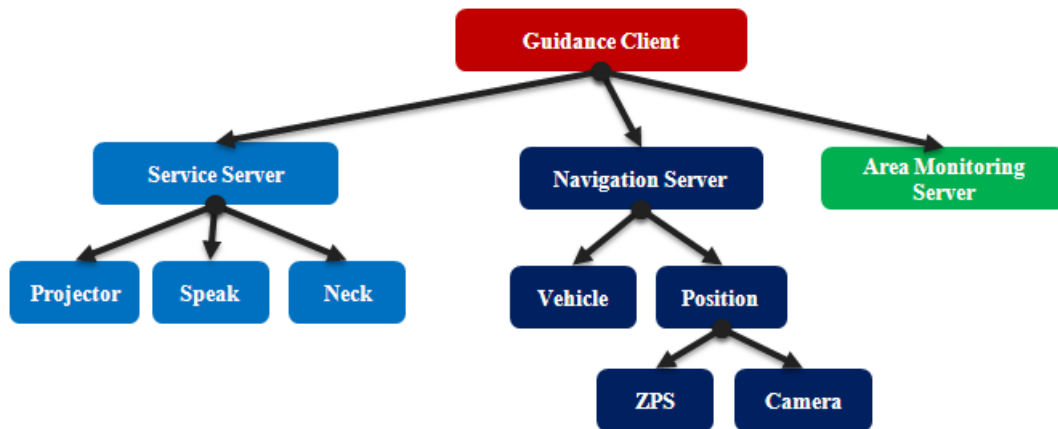 Guidance Client
Service Server
Navigation Server
Area Monitoring
Server
Projector
Speak
Neck
Vehicle
Position
ZPS
Camera